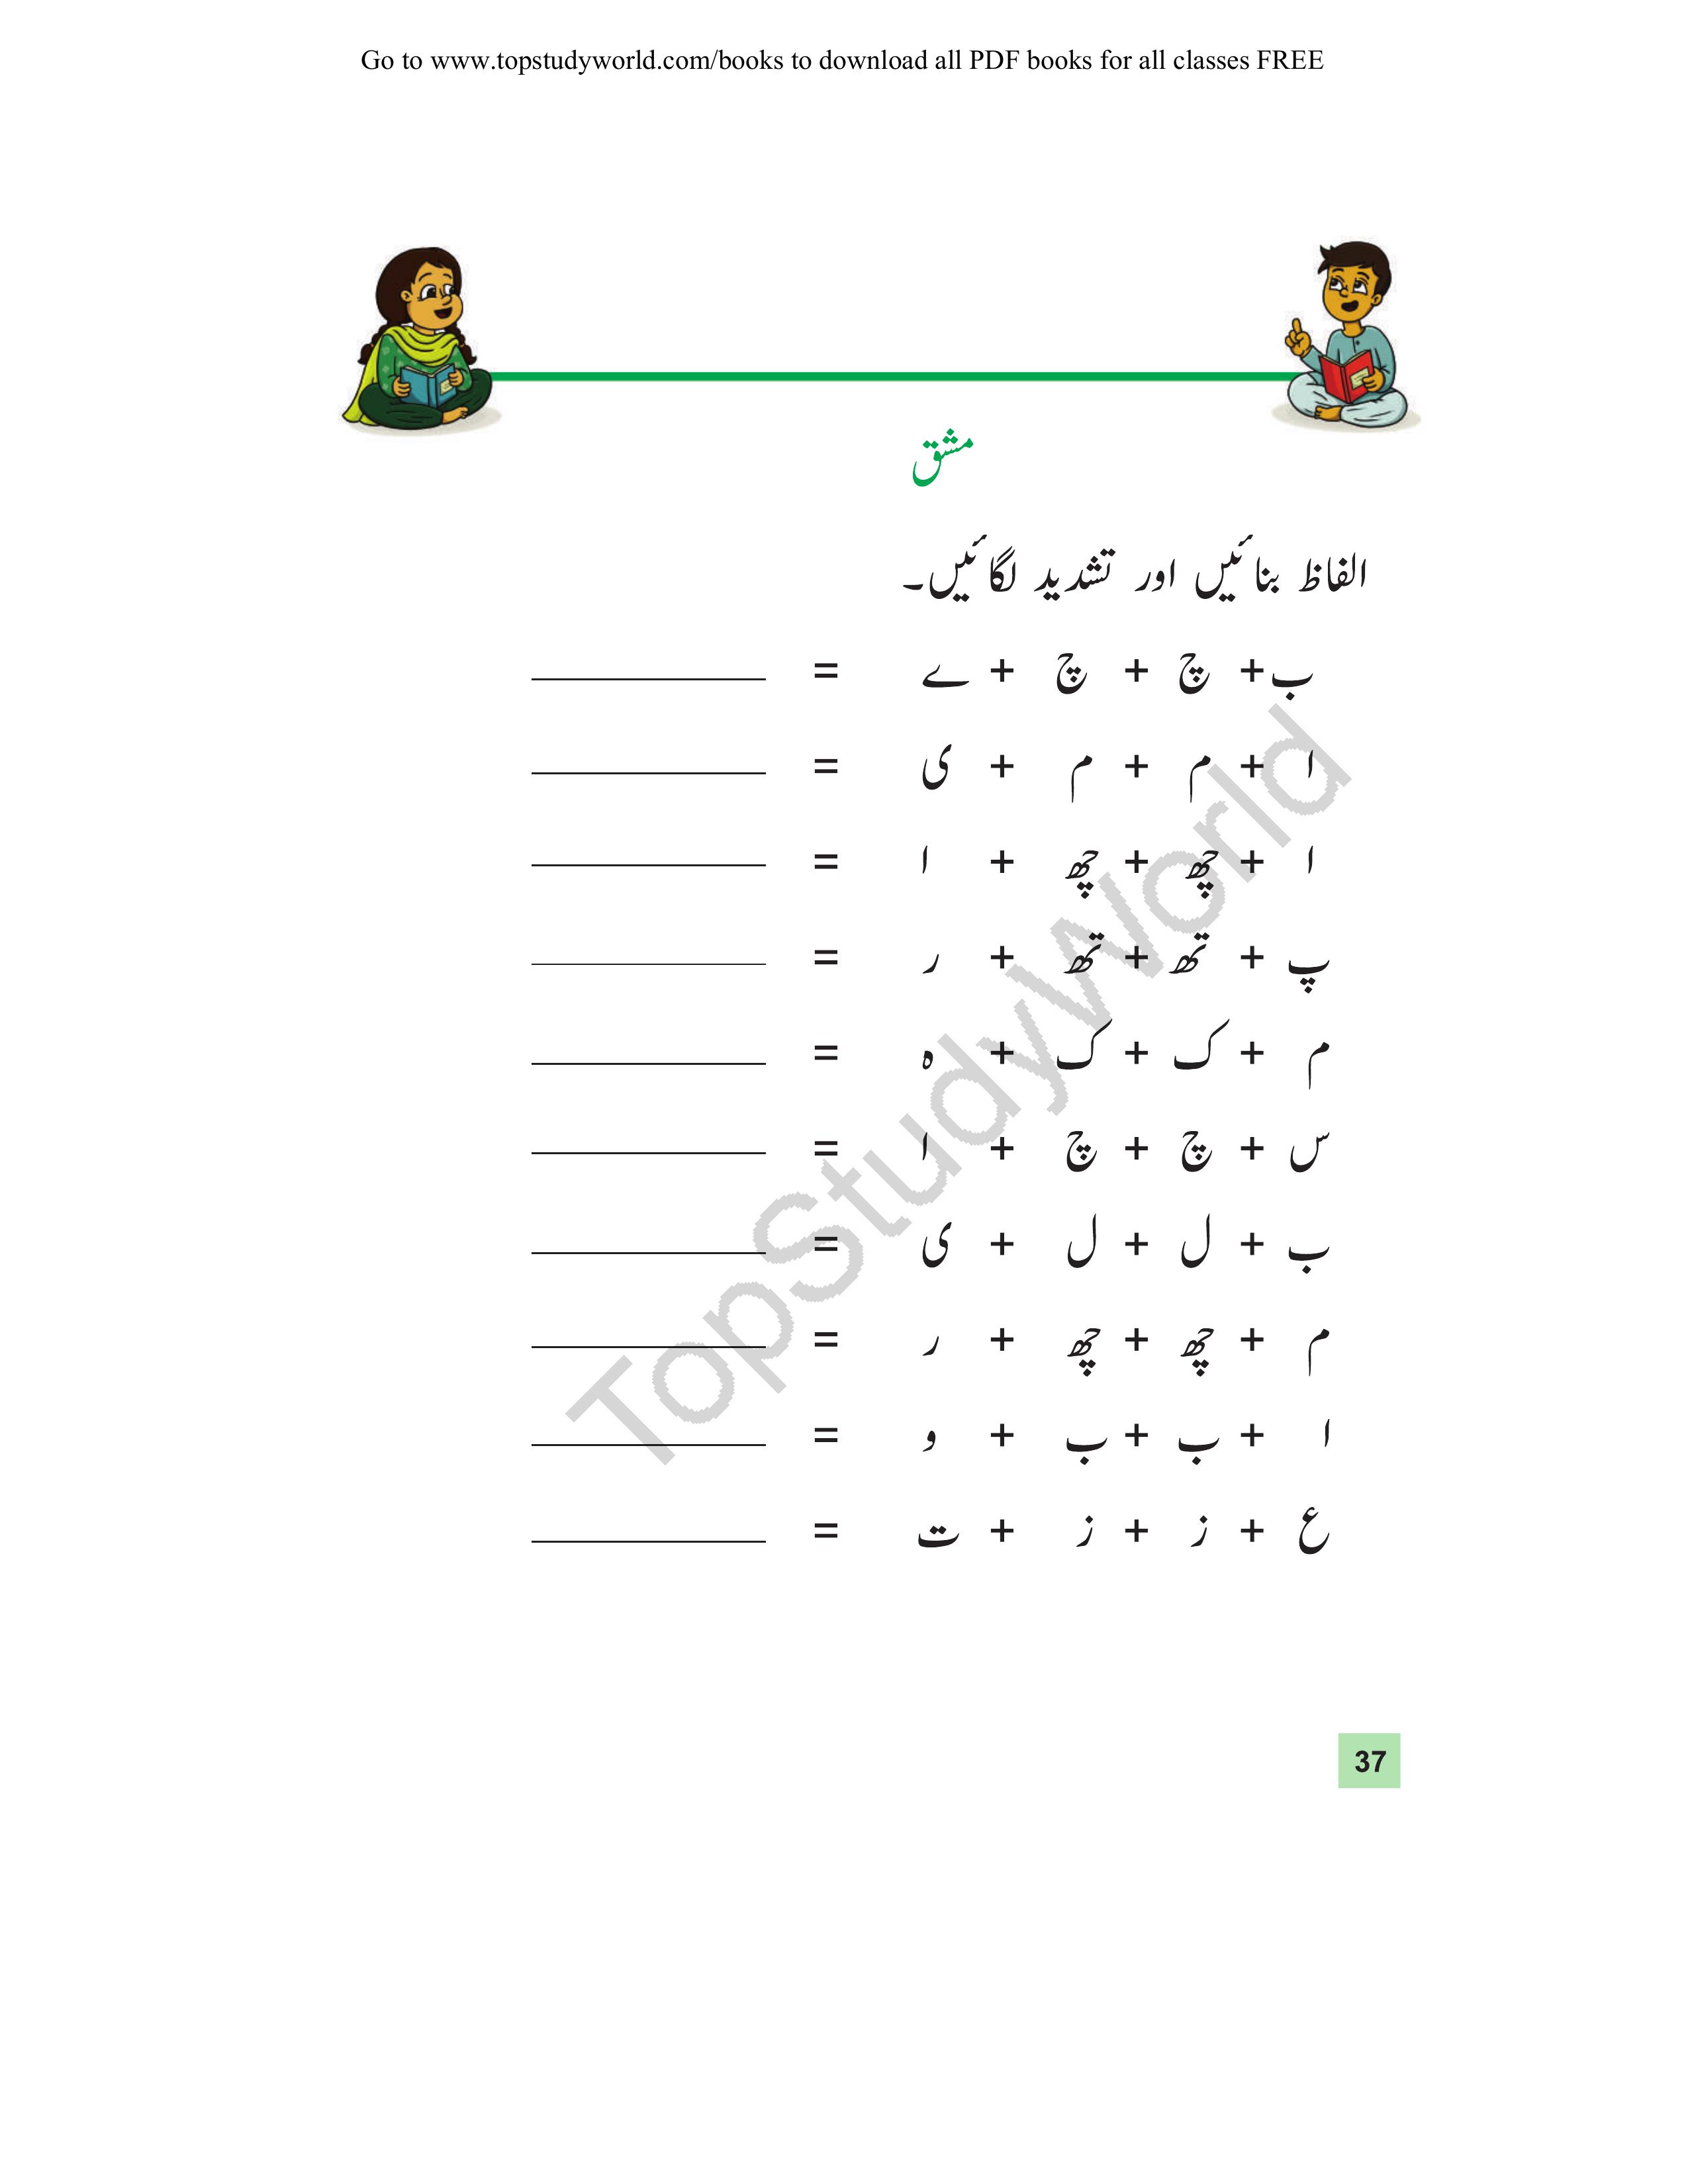 Go to www.topstudyworld.com/books to download all PDF books for all classes FREE
مشق
الفاظ بنائیں اور تشدید لگائیں۔
ب + چ + چ + ے = ____________
ا + م + م + ی = ____________
ا + چھ + چھ + ا = ____________
پ + تھ + تھ + ر = ____________
م + ک + ک + ہ = ____________
س + چ + چ + ا = ____________
ب + ل + ل + ی = ____________
م + چھ + چھ + ر = ____________
ا + ب + ب + و = ____________
ع + ز + ز + ت = ____________
TopStudyWorld
37